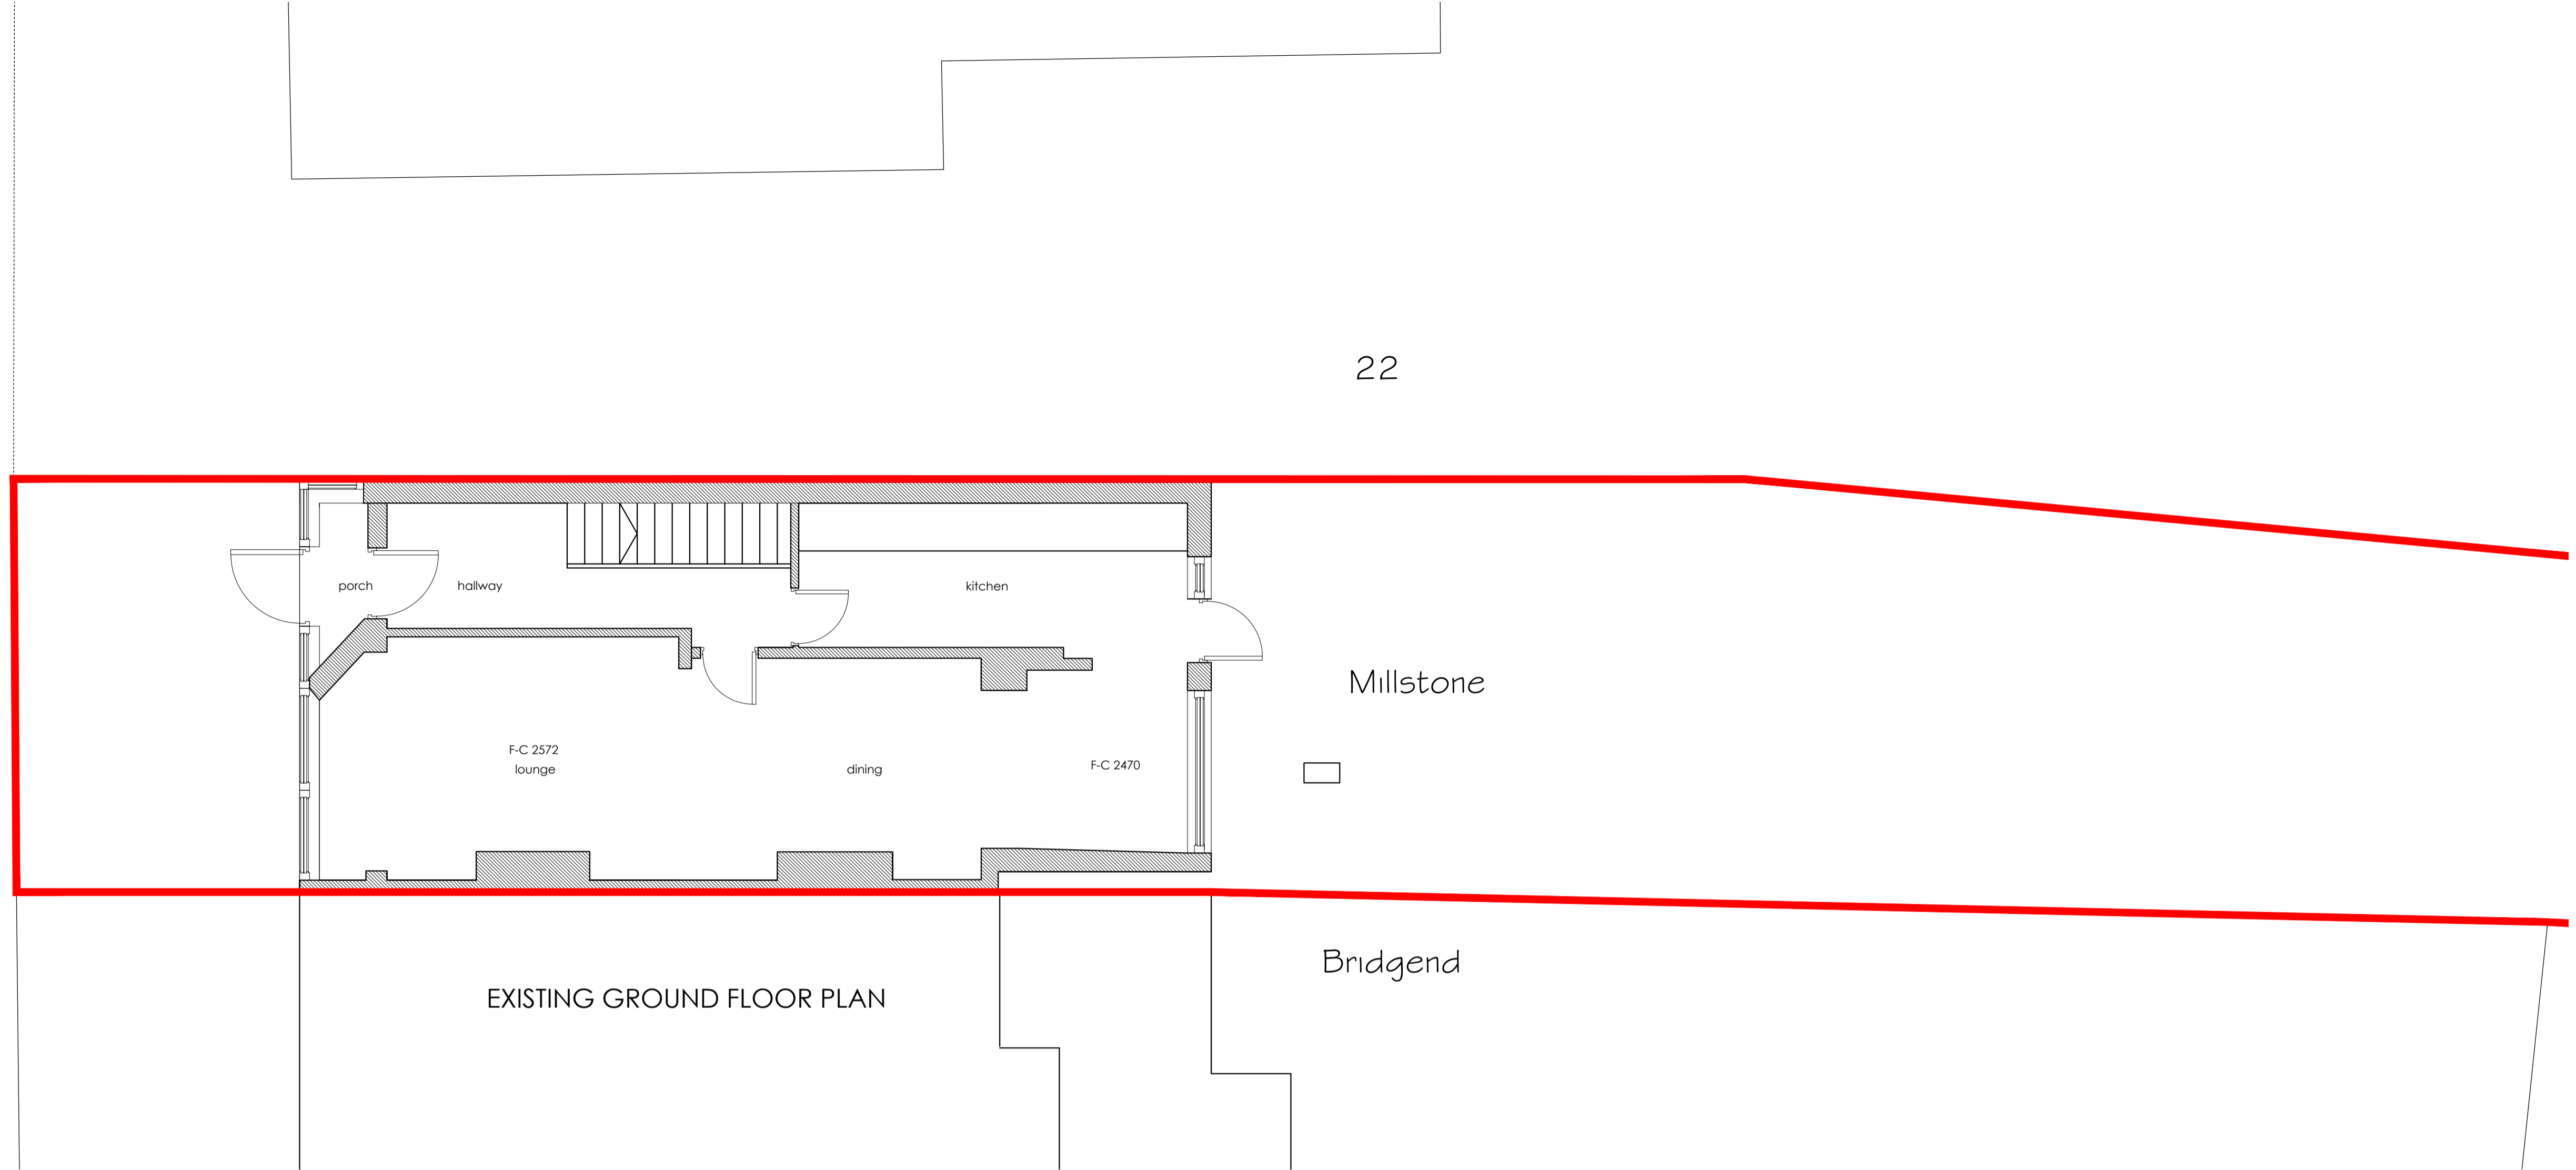 22
porch
hallway
kitchen
Millstone
F-C 2572
lounge
dining
F-C 2470
Bridgend
EXISTING GROUND FLOOR PLAN